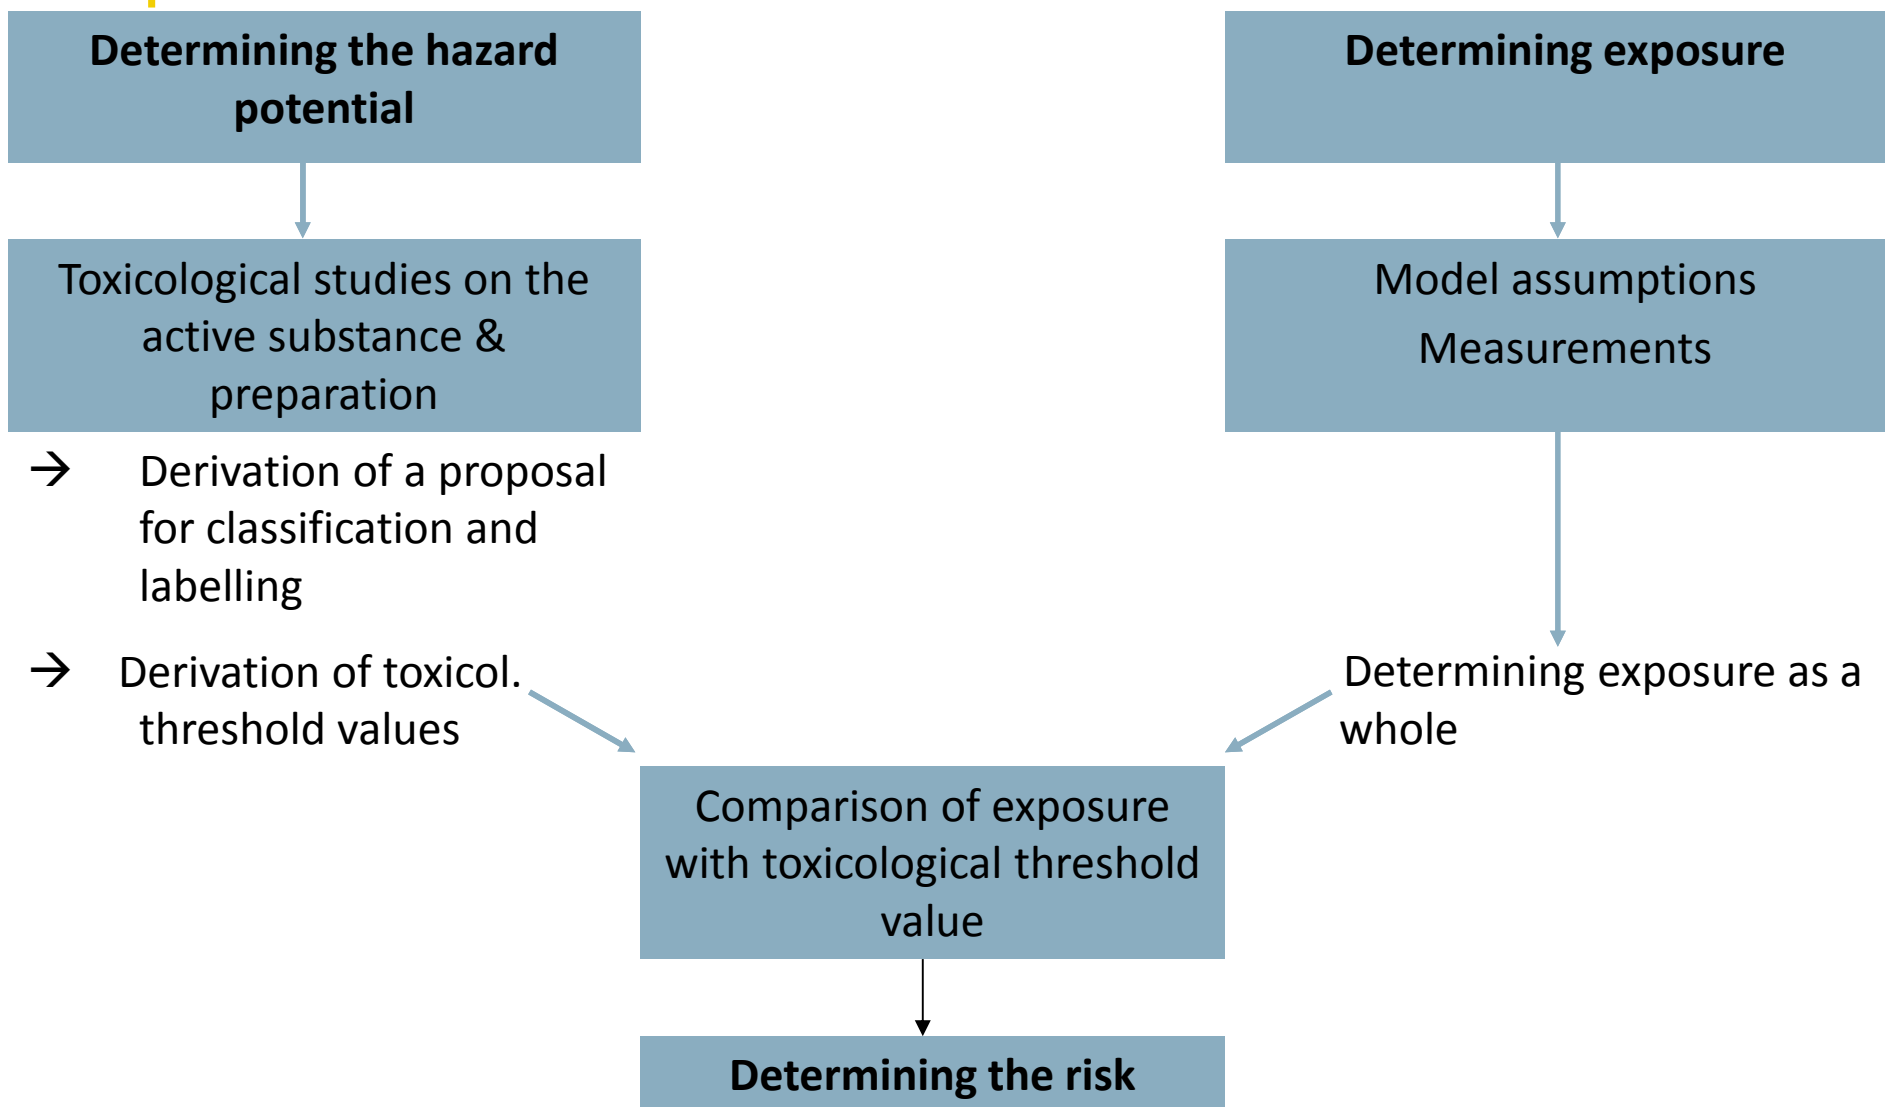 Determining the hazard
potential
Determining exposure
Toxicological studies on the
active substance &
preparation
Model assumptions
Measurements
→ Derivation of a proposal
for classification and
labelling
→ Derivation of toxicol.
threshold values
Determining exposure as a
whole
Comparison of exposure
with toxicological threshold
value
Determining the risk